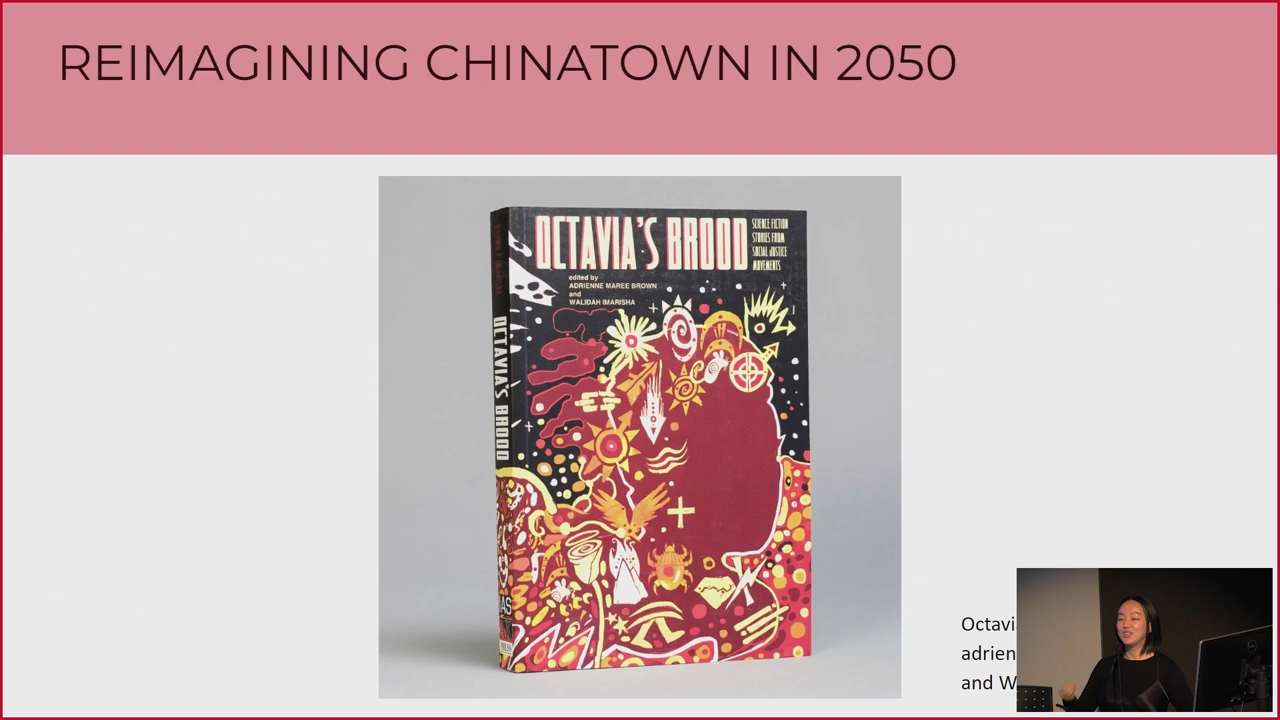 REIMAGINING CHINATOWN IN 2050
OCTAVIA'S BROOD
SCIENCE FICTION
STORIES FROM
SOCIAL JUSTICE
MOVEMENTS
edited by
ADRIENNE MAREE BROWN
and
WALIDAH IMARISHA
OCTAVIA'S BROOD
Octavi
adrien
and W